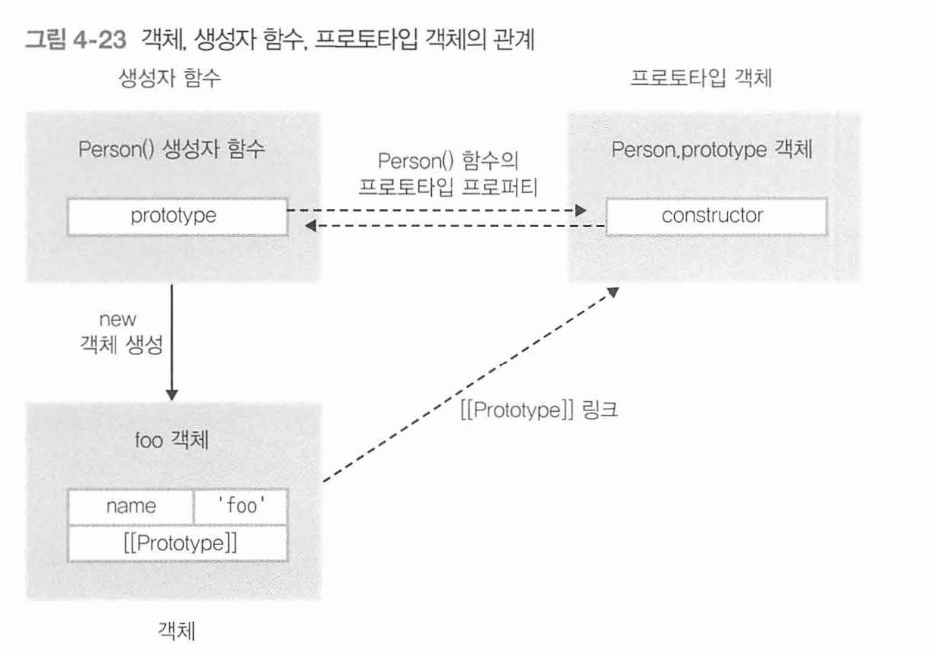 그림 4-23 객체, 생성자 함수, 프로토타입 객체의 관계
생성자 함수
프로토타입 객체
Person() 생성자 함수
prototype
Person() 함수의
프로토타입 프로퍼티
Person.prototype 객체
constructor
new
객체 생성
[[Prototype]] 링크
foo 객체
name 'foo'
[[Prototype]]
객체